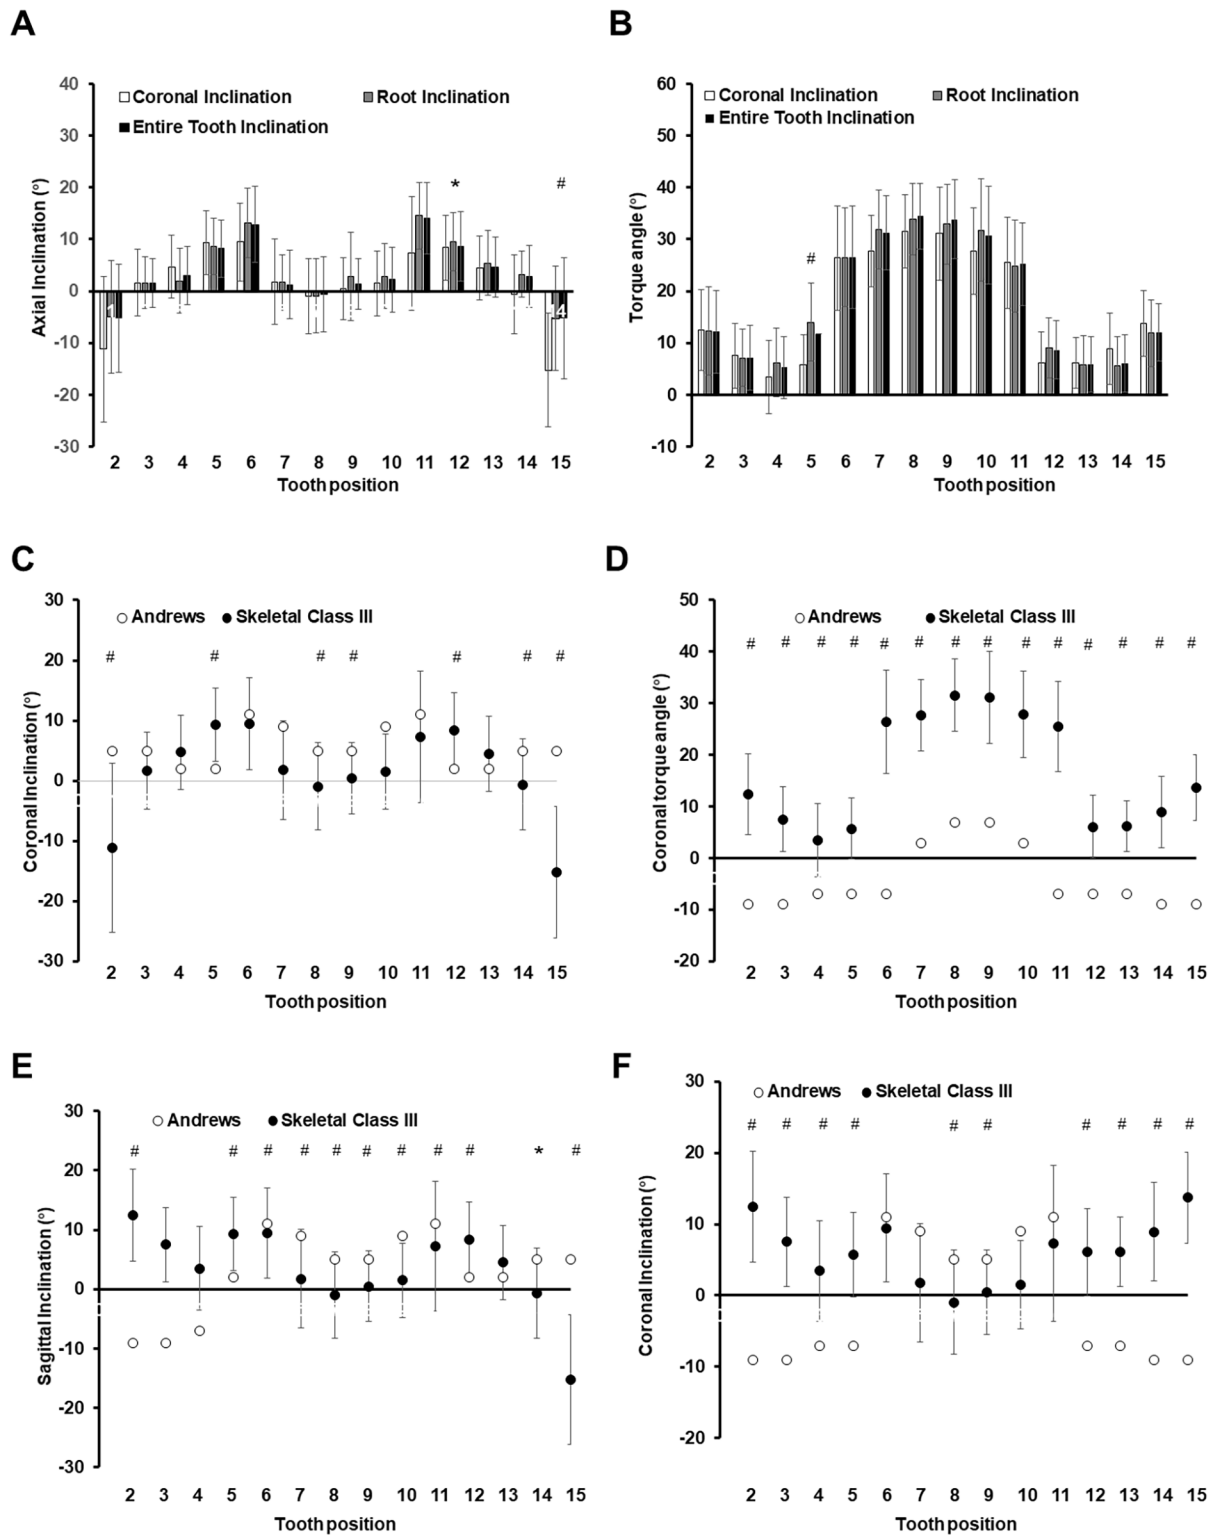 A
B
40
30
20
10
0
-10
-20
-30
Axial Inclination (°)
Coronal Inclination
Root Inclination
Entire Tooth Inclination
*
#
4
2 3 4 5 6 7 8 9 10 11 12 13 14 15
Tooth position
60
50
40
30
20
10
0
-10
Torque angle (°)
Coronal Inclination
Root Inclination
Entire Tooth Inclination
#
2 3 4 5 6 7 8 9 10 11 12 13 14 15
Tooth position
C
D
30
20
10
0
-10
-20
-30
Coronal Inclination (°)
Andrews Skeletal Class III
# # # # # # #
2 3 4 5 6 7 8 9 10 11 12 13 14 15
Tooth position
50
40
30
20
10
0
-10
-20
Coronal torque angle (°)
Andrews Skeletal Class III
# # # # # # # # # # # # # #
2 3 4 5 6 7 8 9 10 11 12 13 14 15
Tooth position
E
F
30
20
10
0
-10
-20
-30
Sagittal Inclination (°)
Andrews Skeletal Class III
# # # # # # # # # * #
2 3 4 5 6 7 8 9 10 11 12 13 14 15
Tooth position
30
20
10
0
-10
-20
Coronal Inclination (°)
Andrews Skeletal Class III
# # # # # # # # # #
2 3 4 5 6 7 8 9 10 11 12 13 14 15
Tooth position